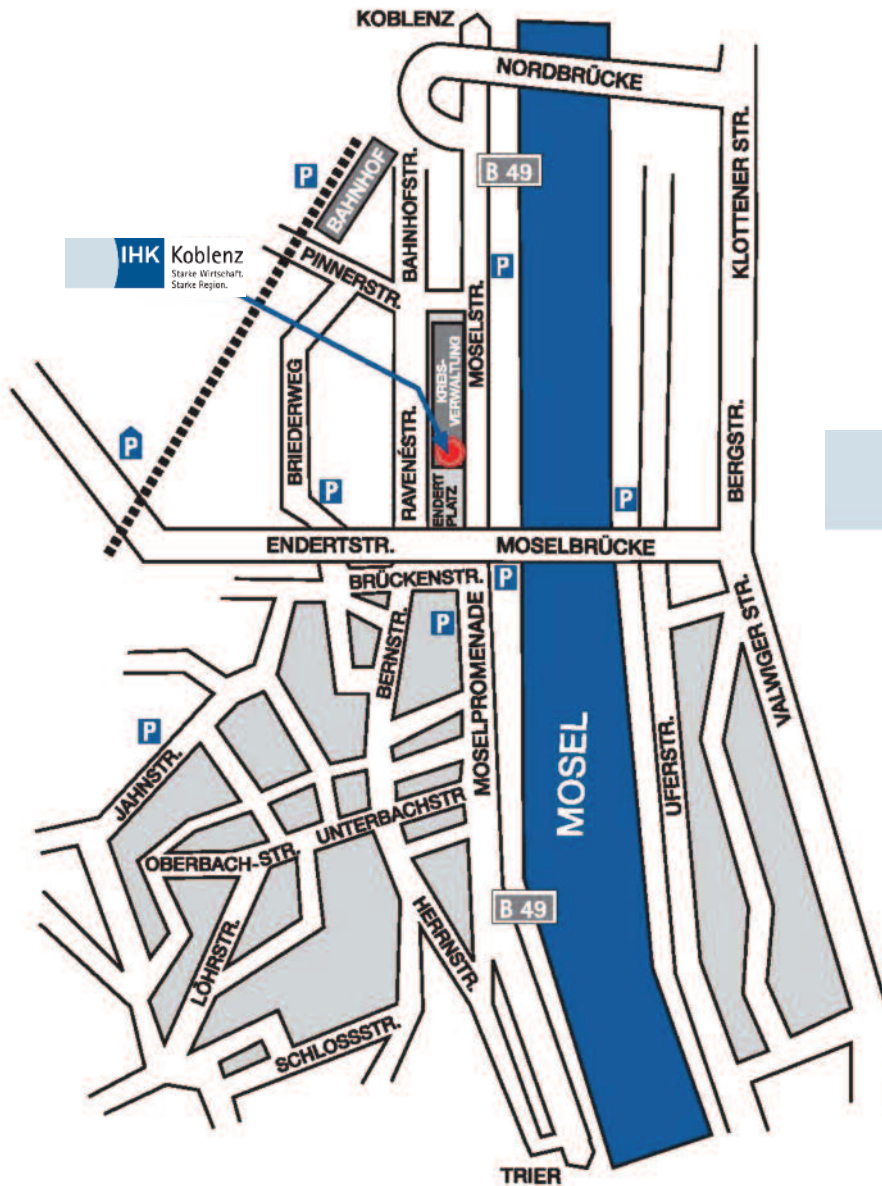 KOBLENZ
NORDBRÜCKE
B 49
P
BAHNHOF
BAHNHOFSTR.
KLOTTENER STR.
IHK Koblenz
Starke Wirtschaft.
Starke Region.
PINNERSTR.
P
MOSELSTR.
KREIS-
VERWALTUNG
BRIEDERWEG
RAVENÉSTR.
BERGSTR.
P
P
ENDERT
PLATZ
P
ENDERTSTR.
MOSELBRÜCKE
BRÜCKENSTR.
P
P
BERNSTR.
MOSELPROMENADE
VALWIGER STR.
P
JAHNSTR.
MOSEL
UFERSTR.
UNTERBACHSTR
OBERBACH-STR.
B 49
HERRNSTR.
LÖHRSTR.
SCHLOSSSTR.
TRIER